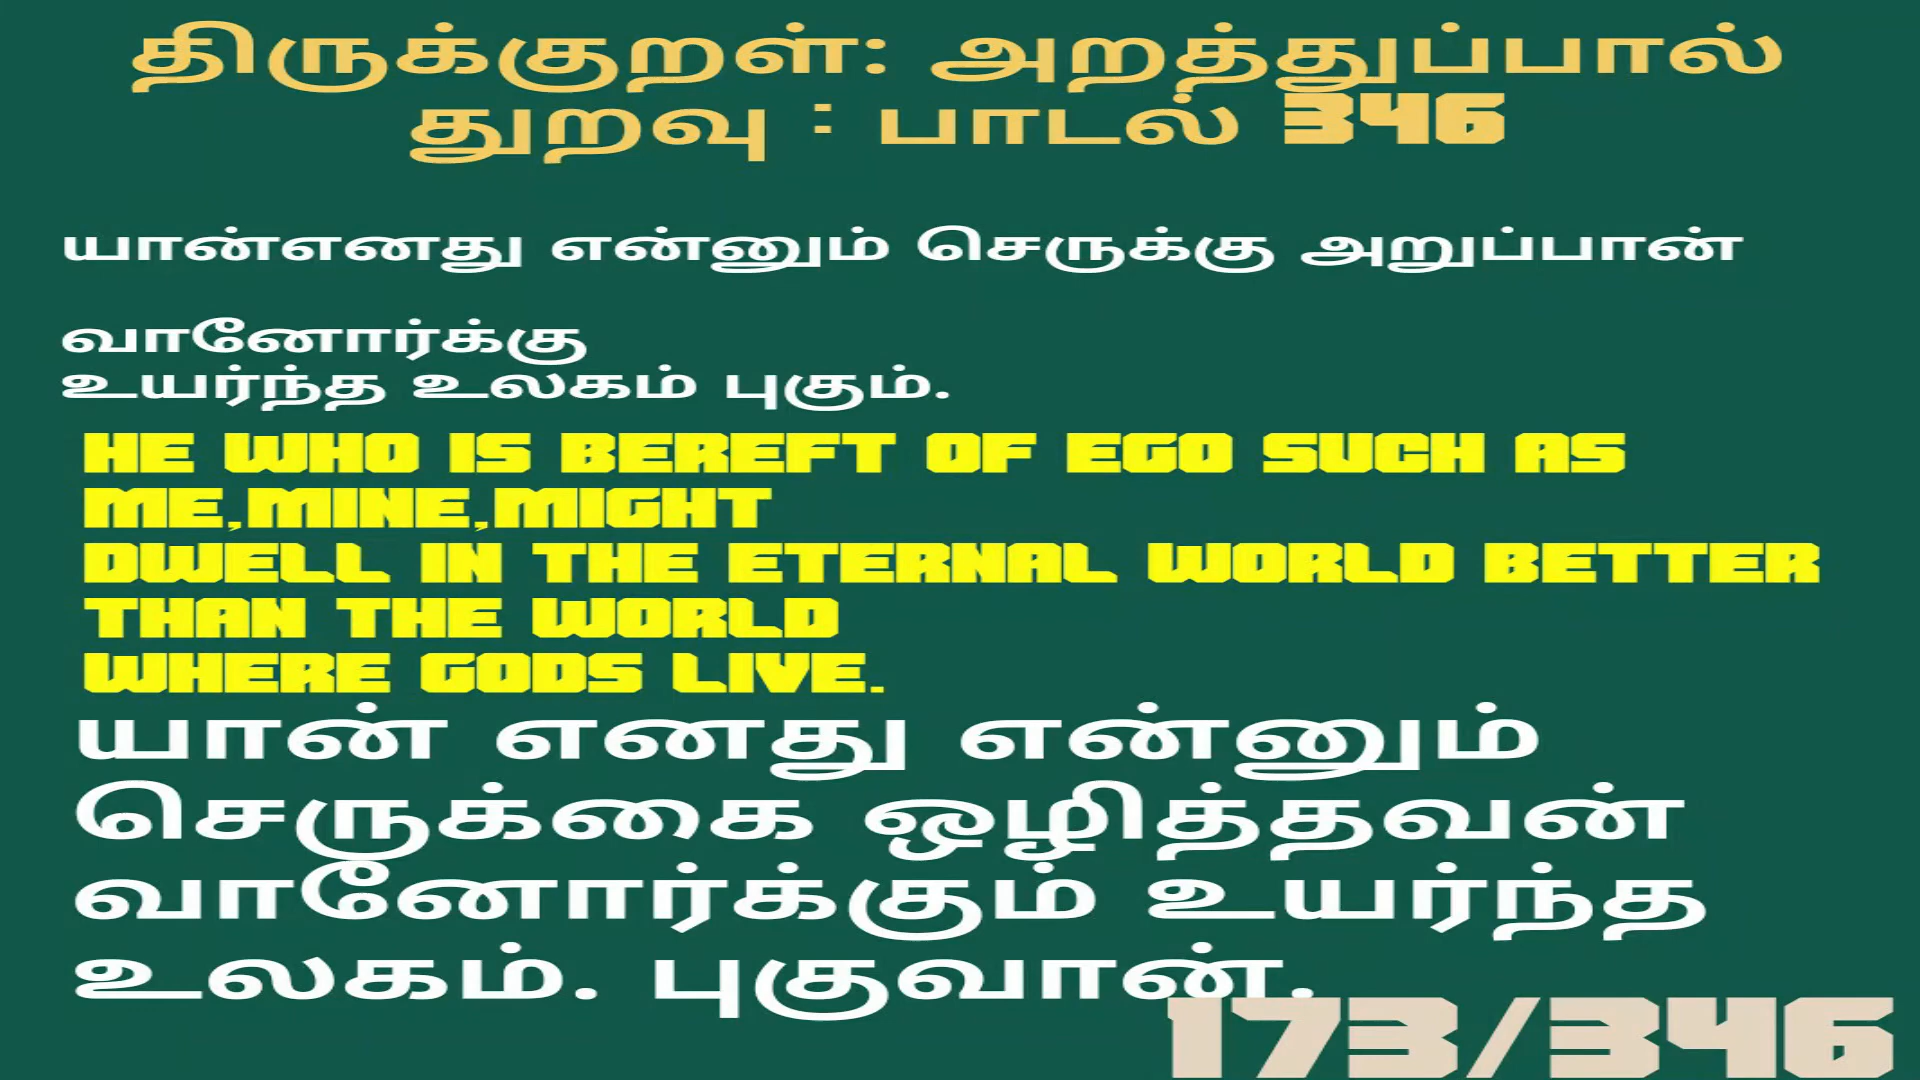 திருக்குறள்: அறத்துப்பால்
துறவு : பாடல் 346
யான்எனது என்னும் செருக்கு அறுப்பான்
வானோர்க்கு
உயர்ந்த உலகம் புகும்.
HE WHO IS BEREFT OF EGO SUCH AS
ME,MINE,MIGHT
DWELL IN THE ETERNAL WORLD BETTER
THAN THE WORLD
WHERE GODS LIVE.
யான் எனது என்னும்
செருக்கை ஒழித்தவன்
வானோர்க்கும் உயர்ந்த
உலகம். புகுவான்.
173/346